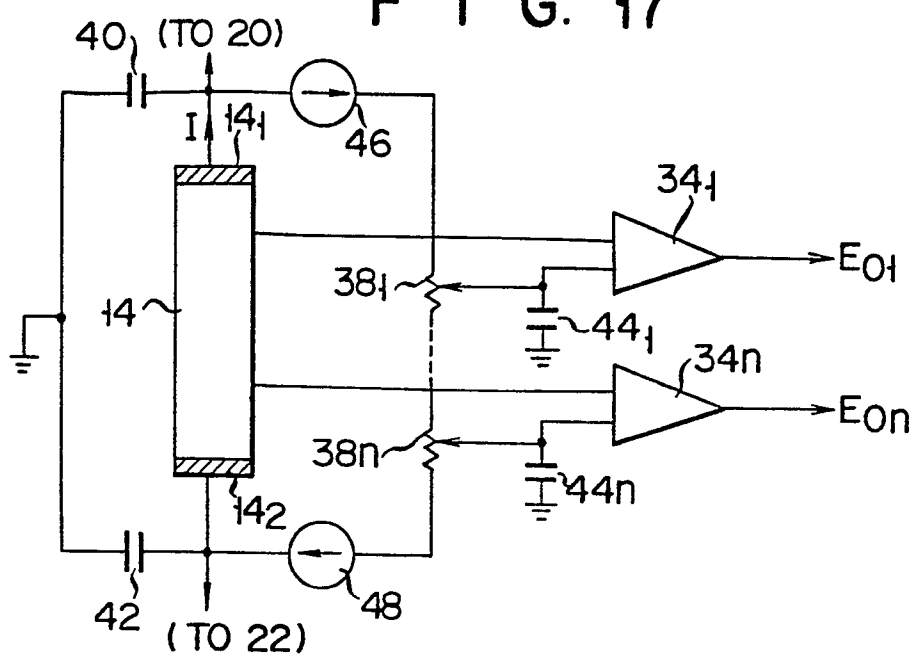 F I G. 17
40 (TO 20)
I 14₁
46
34₁
E₀₁
38₁
14
44₁
34n
E₀n
38n
14₂
44n
42
48
(TO 22)